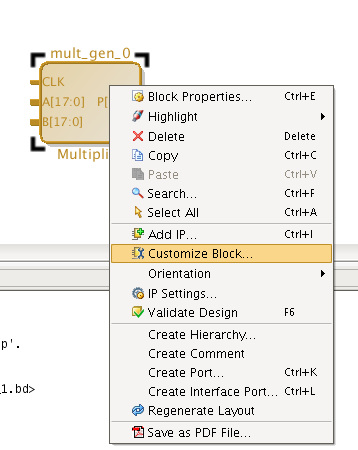 mult_gen_0
CLK
A[17:0] P[
B[17:0]
Multipli
Block Properties... Ctrl+E
Highlight
Delete Delete
Copy Ctrl+C
Paste Ctrl+V
Search... Ctrl+F
Select All Ctrl+A
Add IP... Ctrl+I
Customize Block...
Orientation
IP Settings...
Validate Design F6
Create Hierarchy...
p'.
Create Comment
Create Port... Ctrl+K
_1.bd>
Create Interface Port... Ctrl+L
Regenerate Layout
Save as PDF File...